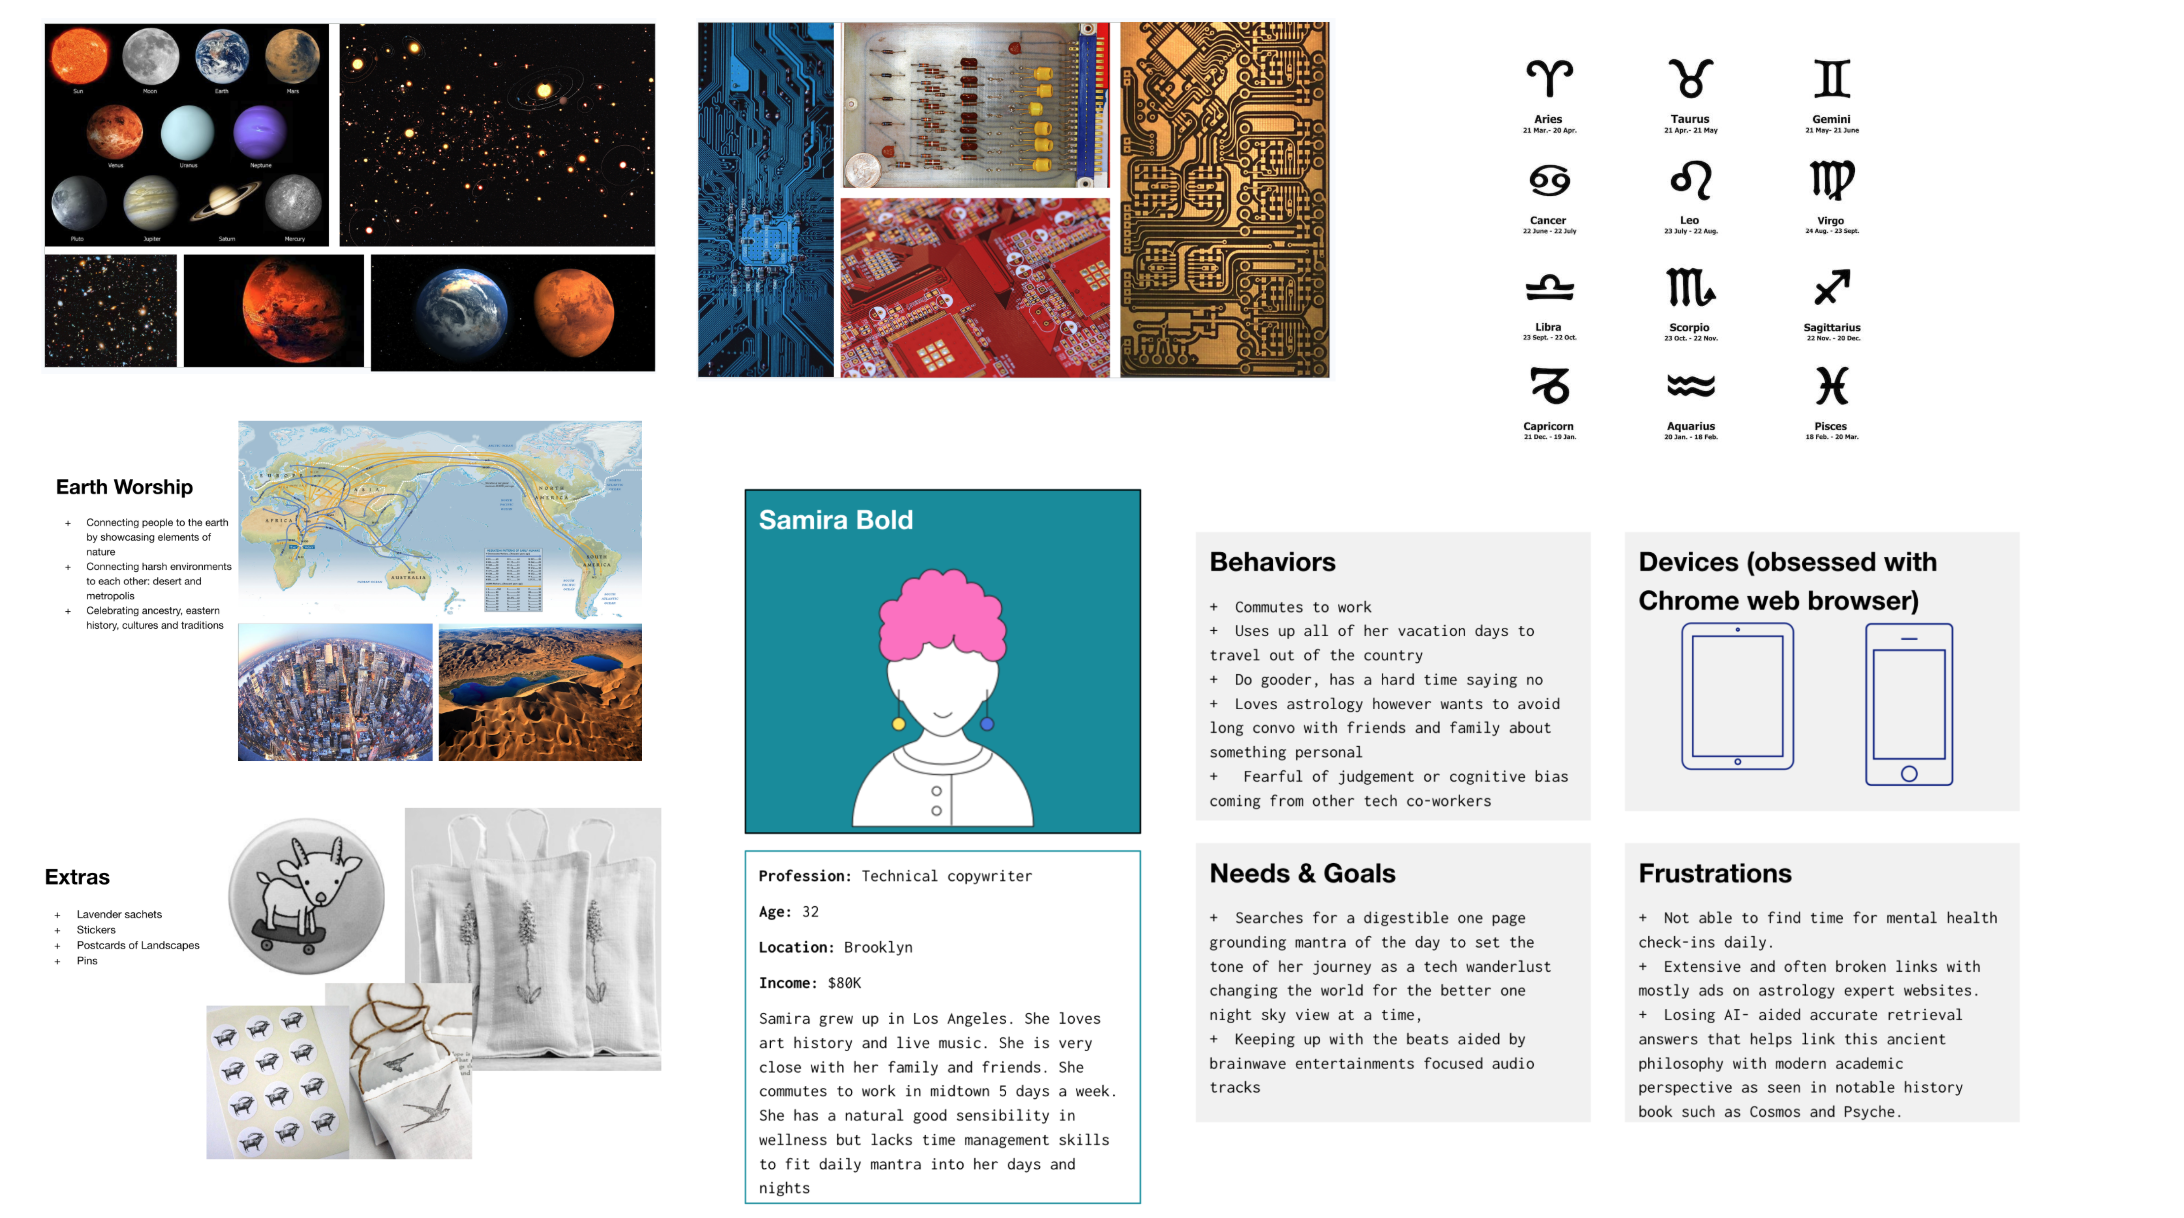 Sun
Moon
Earth
Mars
Venus
Uranus
Neptune
Pluto
Jupiter
Saturn
Mercury
Aries
21 Mar.- 20 Apr.
Taurus
21 Apr.- 21 May
Gemini
21 May- 21 June
Cancer
22 June - 22 July
Leo
23 July - 22 Aug.
Virgo
24 Aug. - 23 Sept.
Libra
23 Sept. - 22 Oct.
Scorpio
23 Oct. - 22 Nov.
Sagittarius
22 Nov. - 20 Dec.
Capricorn
21 Dec. - 19 Jan.
Aquarius
20 Jan. - 18 Feb.
Pisces
18 Feb. - 20 Mar.
Earth Worship
+ Connecting people to the earth
by showcasing elements of
nature
+ Connecting harsh environments
to each other: desert and
metropolis
+ Celebrating ancestry, eastern
history, cultures and traditions
EUROPE
ASIA
AFRICA
NORTH
AMERICA
SOUTH
AMERICA
AUSTRALIA
Extras
+ Lavender sachets
+ Stickers
+ Postcards of Landscapes
+ Pins
Samira Bold
Profession: Technical copywriter
Age: 32
Location: Brooklyn
Income: $80K
Samira grew up in Los Angeles. She loves
art history and live music. She is very
close with her family and friends. She
commutes to work in midtown 5 days a week.
She has a natural good sensibility in
wellness but lacks time management skills
to fit daily mantra into her days and
nights
Behaviors
+ Commutes to work
+ Uses up all of her vacation days to
travel out of the country
+ Do gooder, has a hard time saying no
+ Loves astrology however wants to avoid
long convo with friends and family about
something personal
+ Fearful of judgement or cognitive bias
coming from other tech co-workers
Devices (obsessed with
Chrome web browser)
Needs & Goals
+ Searches for a digestible one page
grounding mantra of the day to set the
tone of her journey as a tech wanderlust
changing the world for the better one
night sky view at a time,
+ Keeping up with the beats aided by
brainwave entertainments focused audio
tracks
Frustrations
+ Not able to find time for mental health
check-ins daily.
+ Extensive and often broken links with
mostly ads on astrology expert websites.
+ Losing AI- aided accurate retrieval
answers that helps link this ancient
philosophy with modern academic
perspective as seen in notable history
book such as Cosmos and Psyche.